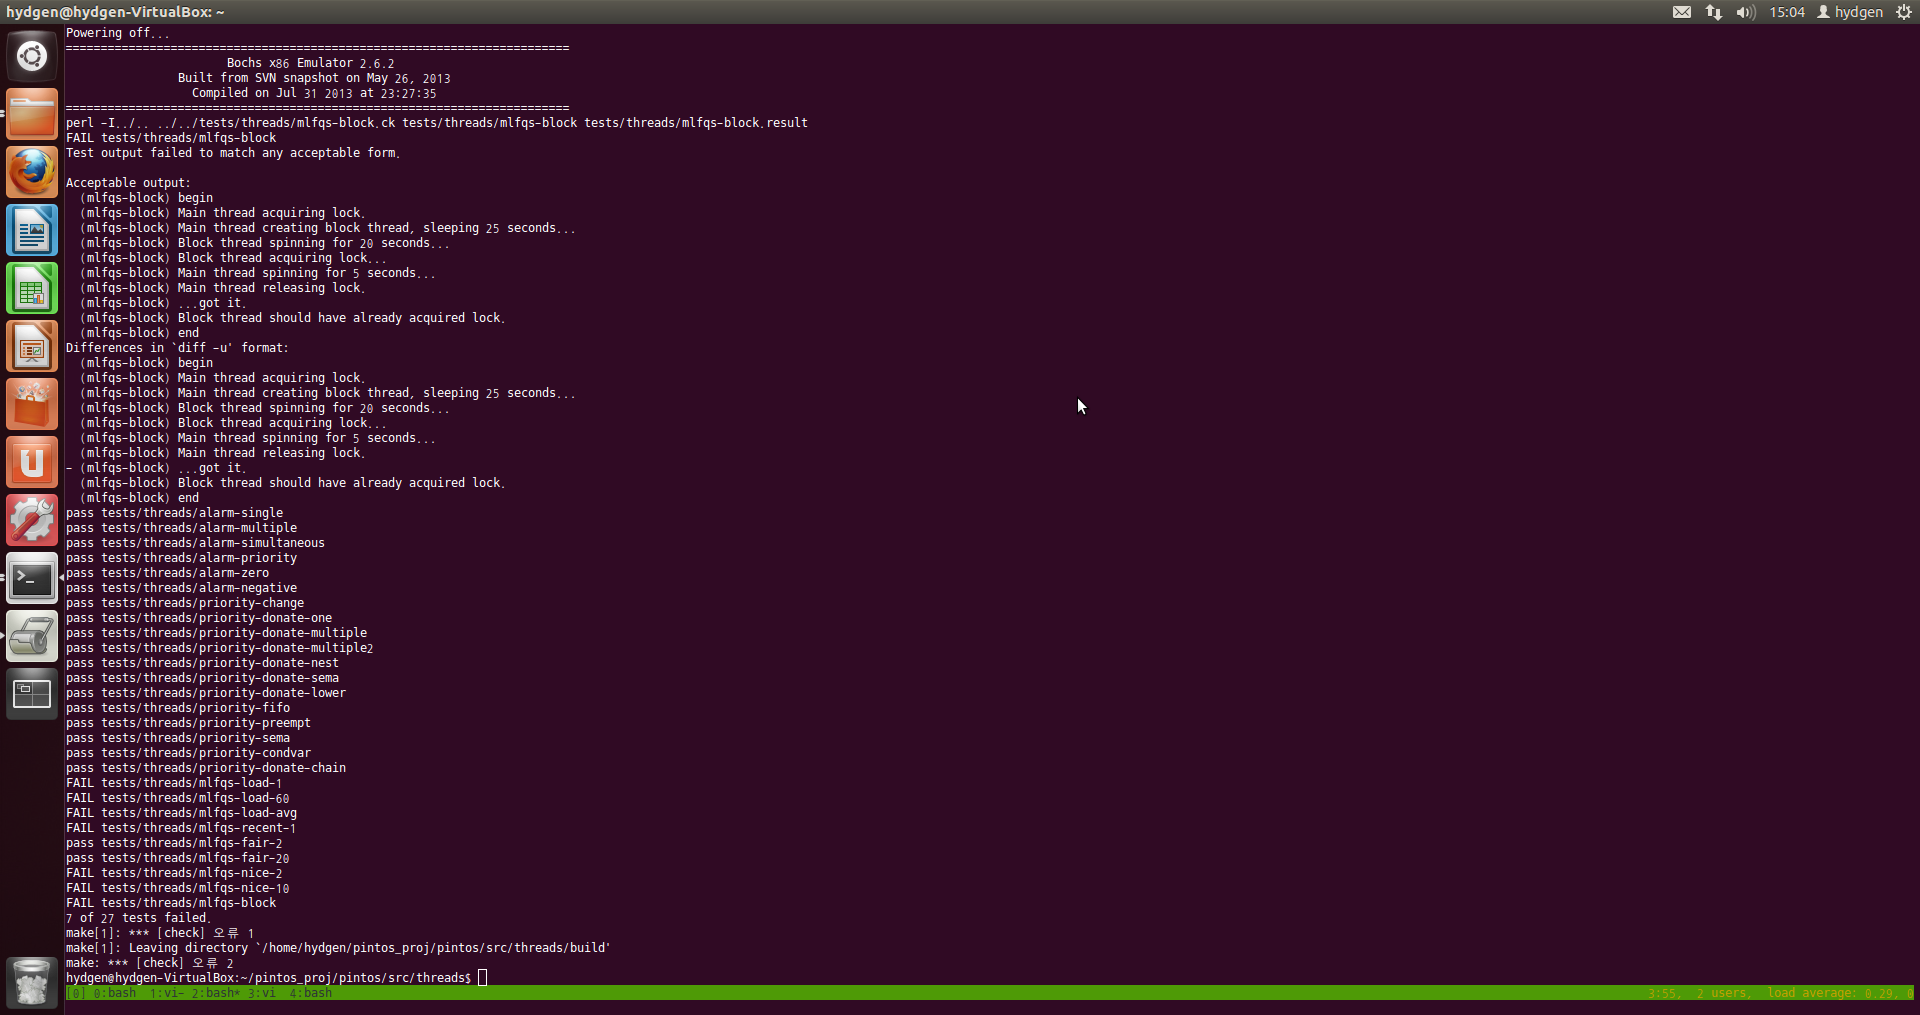 hydgen@hydgen-VirtualBox: ~
15:04 hydgen
Powering off...
========================================================================
Bochs x86 Emulator 2.6.2
Built from SVN snapshot on May 26, 2013
Compiled on Jul 31 2013 at 23:27:35
========================================================================
perl -I../.. ../../tests/threads/mlfqs-block.ck tests/threads/mlfqs-block tests/threads/mlfqs-block.result
FAIL tests/threads/mlfqs-block
Test output failed to match any acceptable form.

Acceptable output:
  (mlfqs-block) begin
  (mlfqs-block) Main thread acquiring lock.
  (mlfqs-block) Main thread creating block thread, sleeping 25 seconds...
  (mlfqs-block) Block thread spinning for 20 seconds...
  (mlfqs-block) Block thread acquiring lock...
  (mlfqs-block) Main thread spinning for 5 seconds...
  (mlfqs-block) Main thread releasing lock.
  (mlfqs-block) ...got it.
  (mlfqs-block) Block thread should have already acquired lock.
  (mlfqs-block) end
Differences in `diff -u' format:
  (mlfqs-block) begin
  (mlfqs-block) Main thread acquiring lock.
  (mlfqs-block) Main thread creating block thread, sleeping 25 seconds...
  (mlfqs-block) Block thread spinning for 20 seconds...
  (mlfqs-block) Block thread acquiring lock...
  (mlfqs-block) Main thread spinning for 5 seconds...
  (mlfqs-block) Main thread releasing lock.
- (mlfqs-block) ...got it.
  (mlfqs-block) Block thread should have already acquired lock.
  (mlfqs-block) end
pass tests/threads/alarm-single
pass tests/threads/alarm-multiple
pass tests/threads/alarm-simultaneous
pass tests/threads/alarm-priority
pass tests/threads/alarm-zero
pass tests/threads/alarm-negative
pass tests/threads/priority-change
pass tests/threads/priority-donate-one
pass tests/threads/priority-donate-multiple
pass tests/threads/priority-donate-multiple2
pass tests/threads/priority-donate-nest
pass tests/threads/priority-donate-sema
pass tests/threads/priority-donate-lower
pass tests/threads/priority-fifo
pass tests/threads/priority-preempt
pass tests/threads/priority-sema
pass tests/threads/priority-condvar
pass tests/threads/priority-donate-chain
FAIL tests/threads/mlfqs-load-1
FAIL tests/threads/mlfqs-load-60
FAIL tests/threads/mlfqs-load-avg
FAIL tests/threads/mlfqs-recent-1
pass tests/threads/mlfqs-fair-2
pass tests/threads/mlfqs-fair-20
FAIL tests/threads/mlfqs-nice-2
FAIL tests/threads/mlfqs-nice-10
FAIL tests/threads/mlfqs-block
7 of 27 tests failed.
make[1]: *** [check] 오류 1
make[1]: Leaving directory `/home/hydgen/pintos_proj/pintos/src/threads/build'
make: *** [check] 오류 2
hydgen@hydgen-VirtualBox:~/pintos_proj/pintos/src/threads$
[0] 0:bash  1:vi- 2:bash* 3:vi  4:bash 3:55,  2 users,  load average: 0.29, 0